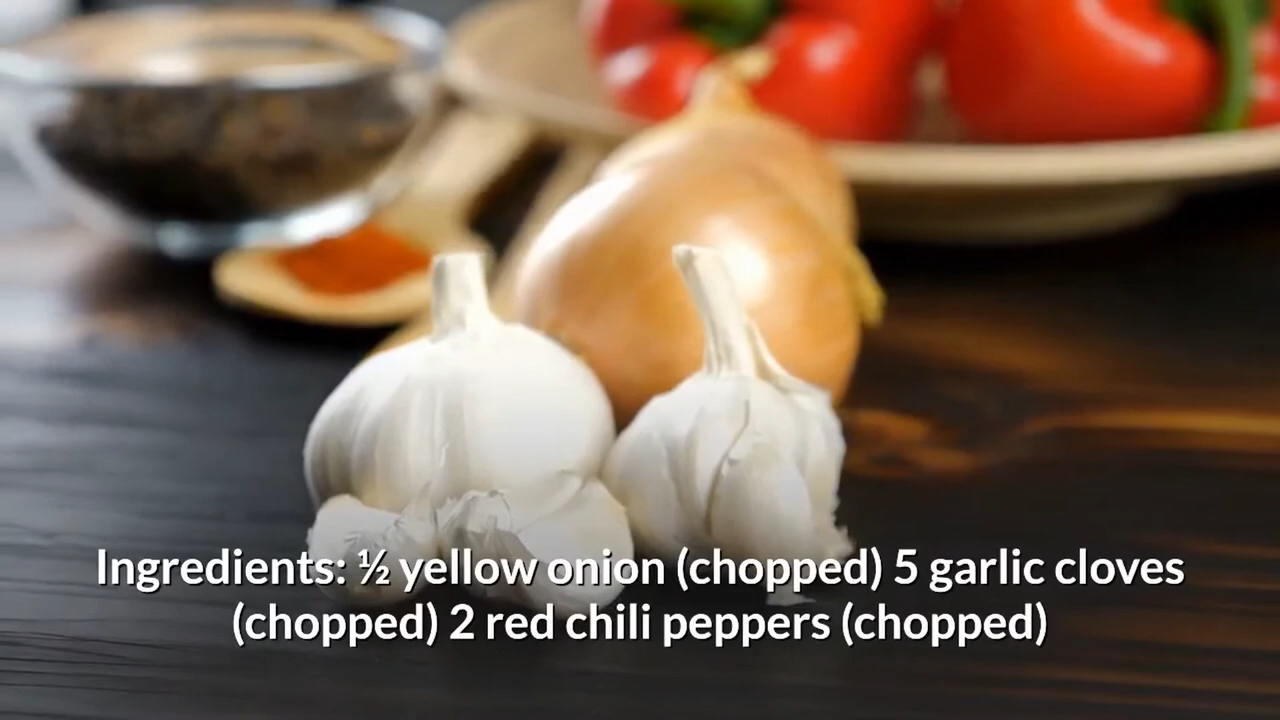 Ingredients: ½ yellow onion (chopped) 5 garlic cloves
(chopped) 2 red chili peppers (chopped)